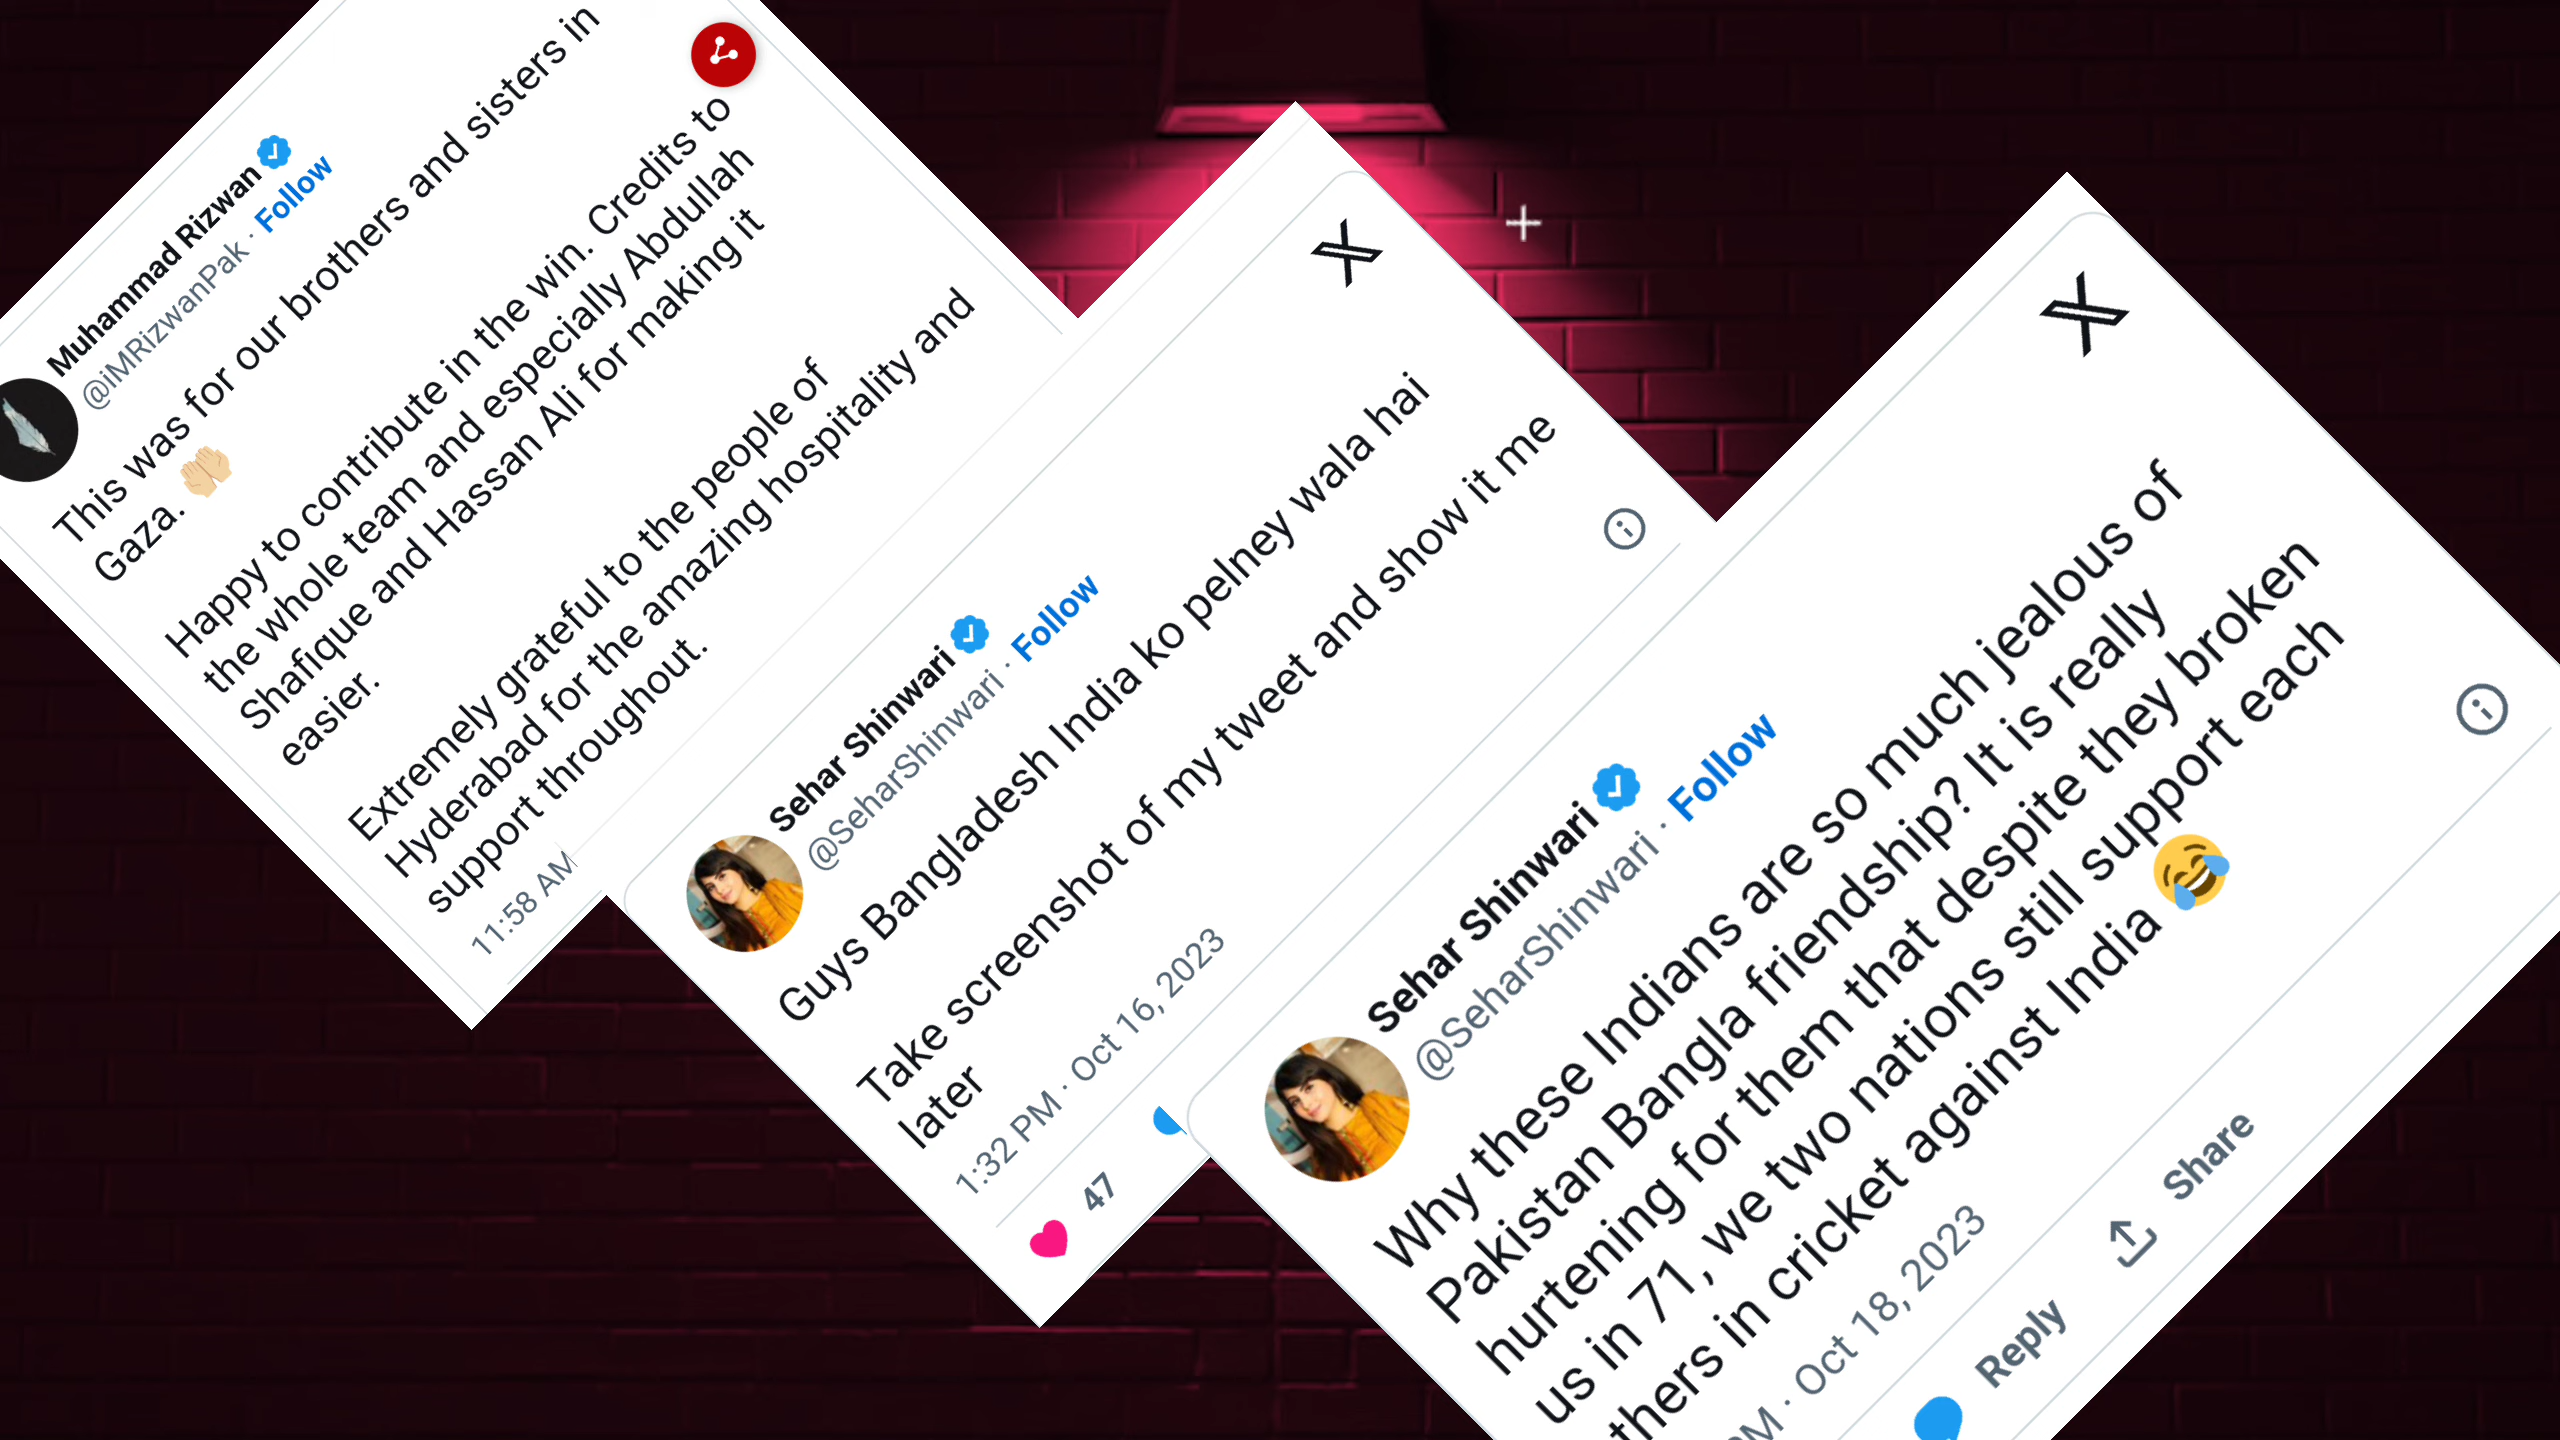 Muhammad Rizwan
@iMRizwanPak · Follow
This was for our brothers and sisters in
Gaza. 🤲🏼
Happy to contribute in the win. Credits to
the whole team and especially Abdullah
Shafique and Hassan Ali for making it
easier.
Extremely grateful to the people of
Hyderabad for the amazing hospitality and
support throughout.
11:58 AM
Sehar Shinwari
@SeharShinwari · Follow
Guys Bangladesh India ko pelney wala hai
Take screenshot of my tweet and show it me
later
1:32 PM · Oct 16, 2023
47
Sehar Shinwari
@SeharShinwari · Follow
Why these Indians are so much jealous of
Pakistan Bangla friendship? It is really
hurtening for them that despite they broken
us in 71, we two nations still support each
thers in cricket against India 😂
PM · Oct 18, 2023
Reply
Share